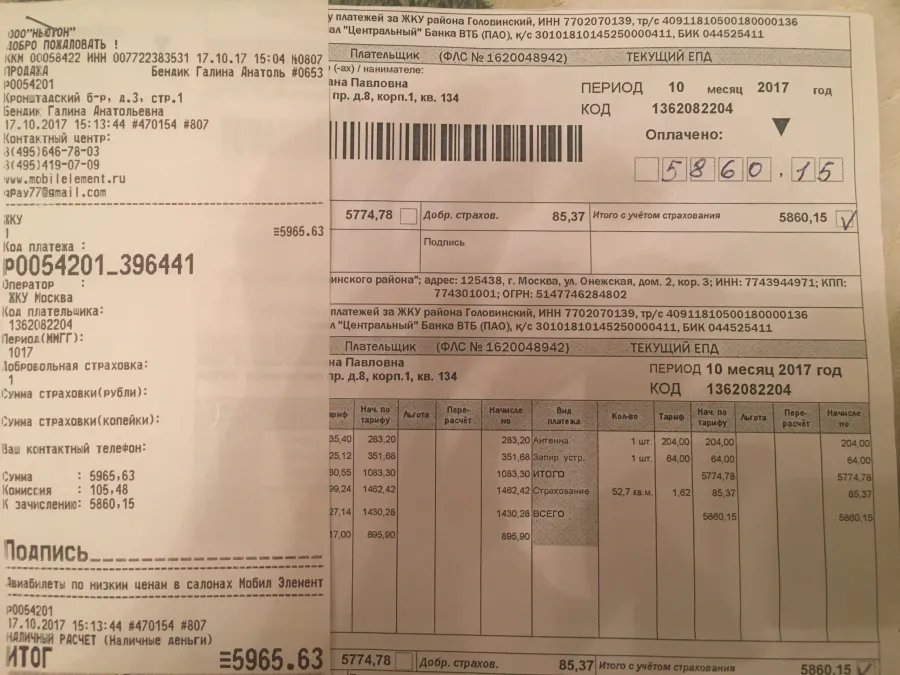 ООО"НЬЮТОН"
ДОБРО ПОЖАЛОВАТЬ !
ККМ 00058422 ИНН 007722383531 17.10.17 15:04 №0807
ПРОДАЖА Бендик Галина Анатоль #0653
P0054201
Кронштадский б-р, д.3, стр.1
Бендик Галина Анатольевна
17.10.2017 15:13:44 #470154 #807
Контактный центр:
8(495)646-78-03
8(495)419-07-09
www.mobilelement.ru
qPay77@gmail.com
ЖКУ
1 ≡5965.63
Код платежа :
P0054201_396441
Оператор :
ЖКУ Москва
Код плательщика:
1362082204
Период(ММГГ):
1017
Добровольная страховка:
1
Сумма страховки(рубли):
Сумма страховки(копейки):
Ваш контактный телефон:
Сумма : 5965,63
Комиссия : 105,48
К зачислению: 5860,15
Подпись
Авиабилеты по низким ценам в салонах Мобил Элемент
P0054201
17.10.2017 15:13:44 #470154 #807
НАЛИЧНЫЙ РАСЧЕТ (Наличные деньги)
ИТОГ ≡5965.63
у платежей за ЖКУ района Головинский, ИНН 7702070139, тр/с 40911810500180000136
ал "Центральный" Банка ВТБ (ПАО), к/с 30101810145250000411, БИК 044525411
Плательщик (ФЛС № 1620048942) ТЕКУЩИЙ ЕПД
(-ах) / нанимателе:
ана Павловна
пр. д.8, корп.1, кв. 134
ПЕРИОД 10 месяц 2017 год
КОД 1362082204
Оплачено:
5860.15
5774,78 Добр. страхов. 85,37 Итого с учётом страхования 5860,15
Подпись
инского района"; адрес: 125438, г. Москва, ул. Онежская, дом. 2, кор. 3; ИНН: 7743944971; КПП:
774301001; ОГРН: 5147746284802
платежей за ЖКУ района Головинский, ИНН 7702070139, тр/с 40911810500180000136
л "Центральный" Банка ВТБ (ПАО), к/с 30101810145250000411, БИК 044525411
Плательщик (ФЛС № 1620048942) ТЕКУЩИЙ ЕПД
на Павловна
пр. д.8, корп.1, кв. 134
ПЕРИОД 10 месяц 2017 год
КОД 1362082204
ариф Нач. по тарифу Льгота Пере-расчёт Начислено Вид платежа Кол-во Тариф Нач. по тарифу Льгота Пере-расчёт Начислено
35,40 283,20 283,20 Антенна 1 шт. 204,00 204,00 204,00
25,12 351,68 351,68 Запир. устр. 1 шт. 64,00 64,00 64,00
60,55 1083,30 1083,30 ИТОГО 5774,78 5774,78
99,24 1462,42 1462,42 Страхование 52,7 кв.м. 1,62 85,37 85,37
27,14 1430,28 1430,28 ВСЕГО 5860,15 5860,15
17,00 895,90 895,90
5774,78 Добр. страхов. 85,37 Итого с учётом страхования 5860,15